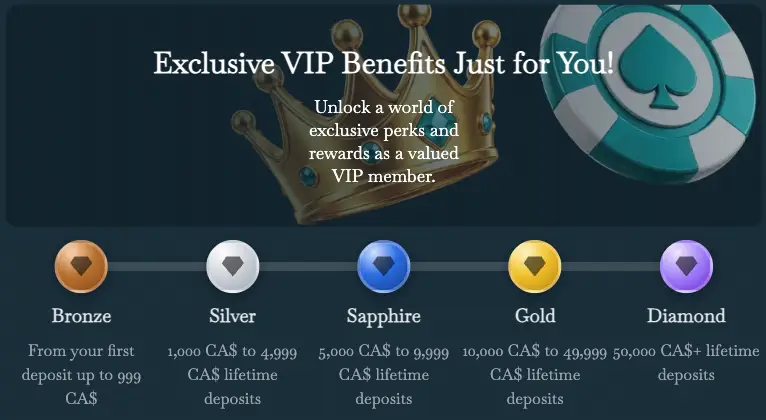 Exclusive VIP Benefits Just for You!
Unlock a world of
exclusive perks and
rewards as a valued
VIP member.
Bronze
From your first
deposit up to 999
CA$
Silver
1,000 CA$ to 4,999
CA$ lifetime
deposits
Sapphire
5,000 CA$ to 9,999
CA$ lifetime
deposits
Gold
10,000 CA$ to 49,999
CA$ lifetime
deposits
Diamond
50,000 CA$+ lifetime
deposits